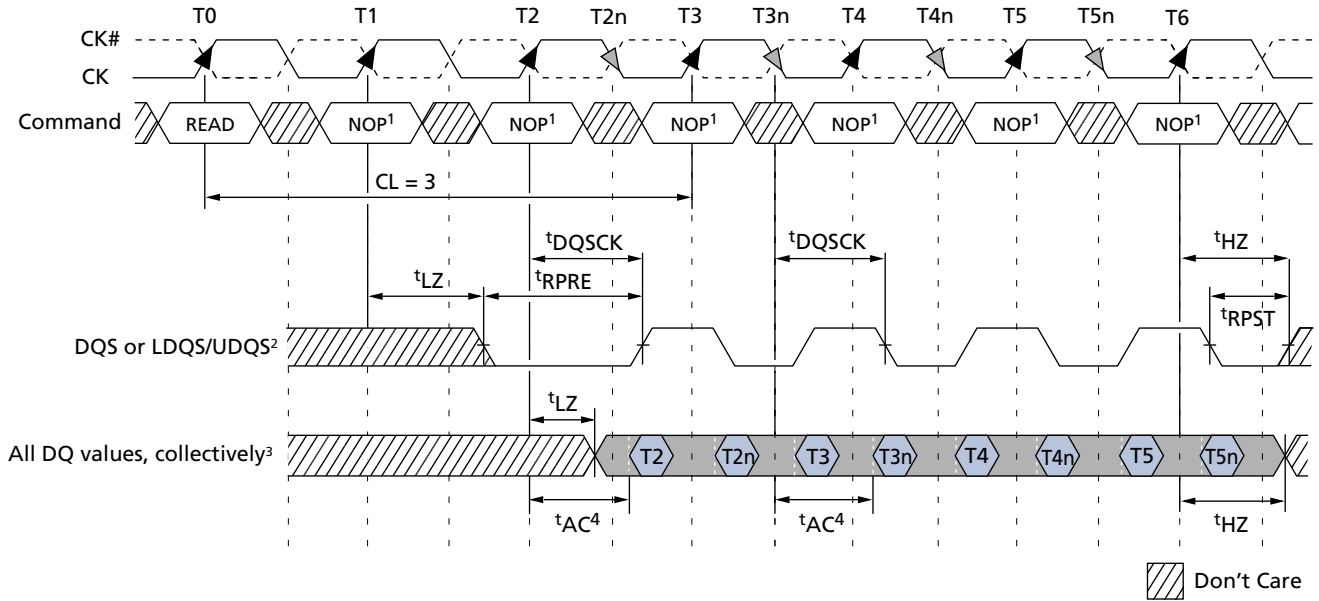 T0 T1 T2 T2n T3 T3n T4 T4n T5 T5n T6
CK#
CK
Command READ NOP1 NOP1 NOP1 NOP1 NOP1 NOP1
CL = 3
tDQSCK tDQSCK tHZ
tLZ tRPRE tRPST
DQS or LDQS/UDQS2
tLZ
All DQ values, collectively3 T2 T2n T3 T3n T4 T4n T5 T5n
tAC4 tAC4 tHZ
Don't Care